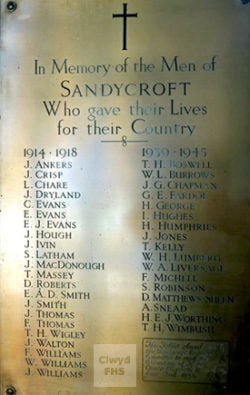 In Memory of the Men of
SANDYCROFT
Who gave their Lives
for their Country
8
1914 - 1918
J. ANKERS
J. CRISP
L. CHARE
J. DRYLAND
C. EVANS
E. EVANS
E. J. EVANS
J. HOUGH
J. IVIN
S. LATHAM
J. MACDONOUGH
T. MASSEY
D. ROBERTS
E. A. D. SMITH
J. SMITH
J. THOMAS
F. THOMAS
T. H. WIGLEY
J. WALTON
F. WILLIAMS
W. WILLIAMS
J. WILLIAMS
1939 - 1945
T. H. BOSWELL
W. L. BURROWS
J. G. CHAPMAN
G. E.
H. GEORGE
I. HUGHES
H. HUMPHRIES
J. JONES
T. KELLY
W. H. LUMBERG
W. A. LIVERSAGE
F. MICHELL
S. ROBINSON
D. MATTHEWS
A. SNEAD
H. E. J. WORTHING
T. H. WIMBUSH
Clwyd
FHS